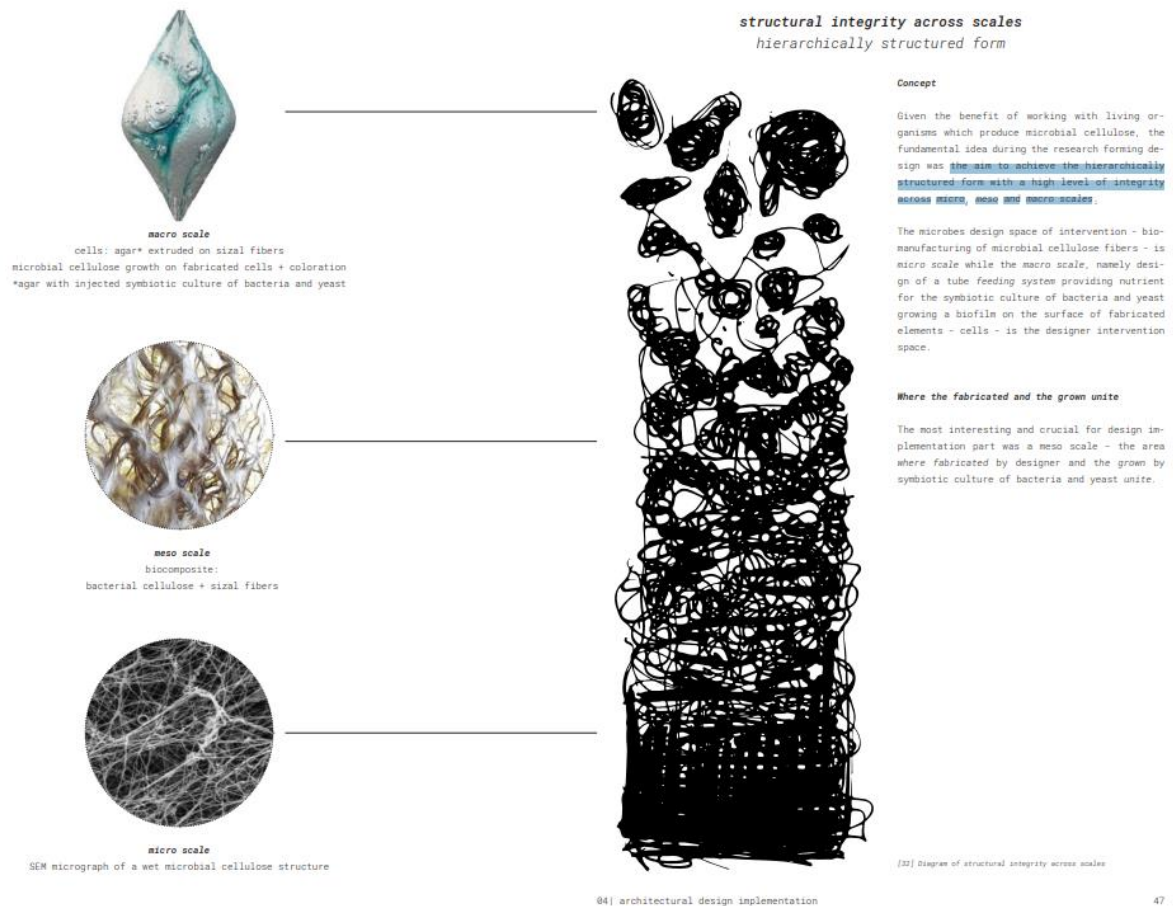 structural integrity across scales
hierarchically structured form
macro scale
cells: agar* extruded on sizal fibers
microbial cellulose growth on fabricated cells + coloration
*agar with injected symbiotic culture of bacteria and yeast
meso scale
biocomposite:
bacterial cellulose + sizal fibers
micro scale
SEM micrograph of a wet microbial cellulose structure
Concept
Given the benefit of working with living or-
ganisms which produce microbial cellulose, the
fundamental idea during the research forming de-
sign was the aim to achieve the hierarchically
structured form with a high level of integrity
across micro, meso and macro scales.
The microbes design space of intervention - bio-
manufacturing of microbial cellulose fibers - is
micro scale while the macro scale, namely desi-
gn of a tube feeding system providing nutrient
for the symbiotic culture of bacteria and yeast
growing a biofilm on the surface of fabricated
elements - cells - is the designer intervention
space.
Where the fabricated and the grown unite
The most interesting and crucial for design im-
plementation part was a meso scale - the area
where fabricated by designer and the grown by
symbiotic culture of bacteria and yeast unite.
[32] Diagram of structural integrity across scales
04| architectural design implementation
47